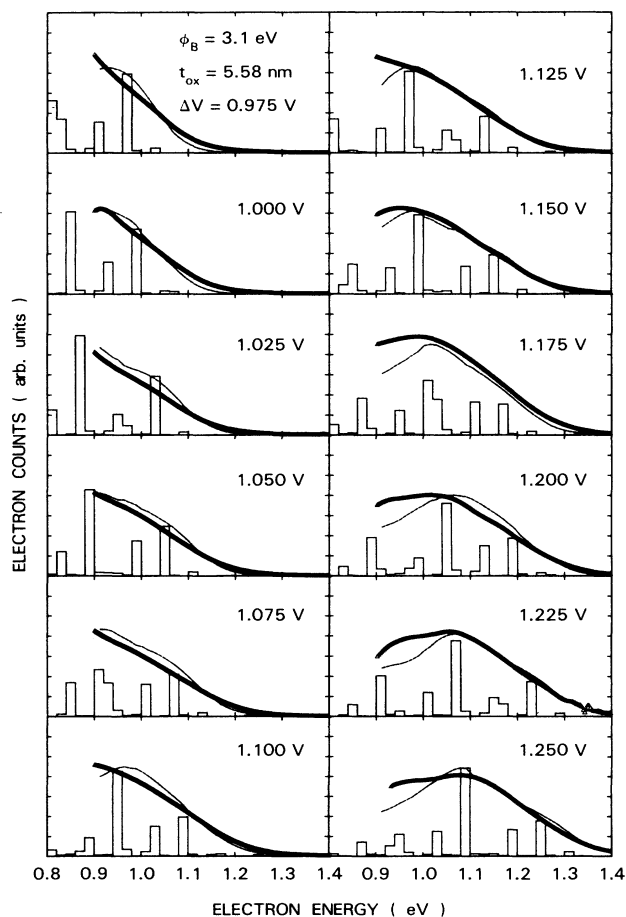 ϕB = 3.1 eV
tox = 5.58 nm
ΔV = 0.975 V
1.125 V
1.000 V
1.150 V
1.025 V
1.175 V
1.050 V
1.200 V
1.075 V
1.225 V
1.100 V
1.250 V
ELECTRON COUNTS ( arb. units )
0.8 0.9 1.0 1.1 1.2 1.3 1.4 0.9 1.0 1.1 1.2 1.3 1.4
ELECTRON ENERGY ( eV )